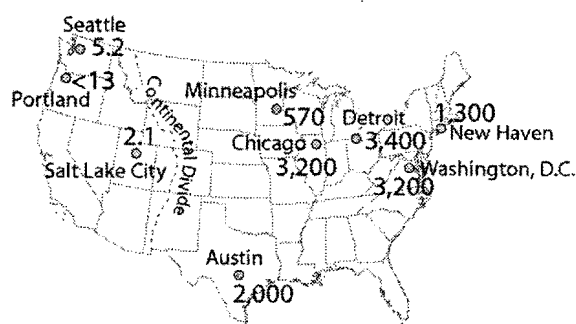 Seattle
5.2
<13
Portland
Continental Divide
Minneapolis
570
Detroit
3,400
1,300
New Haven
2.1
Salt Lake City
Chicago
3,200
Washington, D.C.
3,200
Austin
2,000